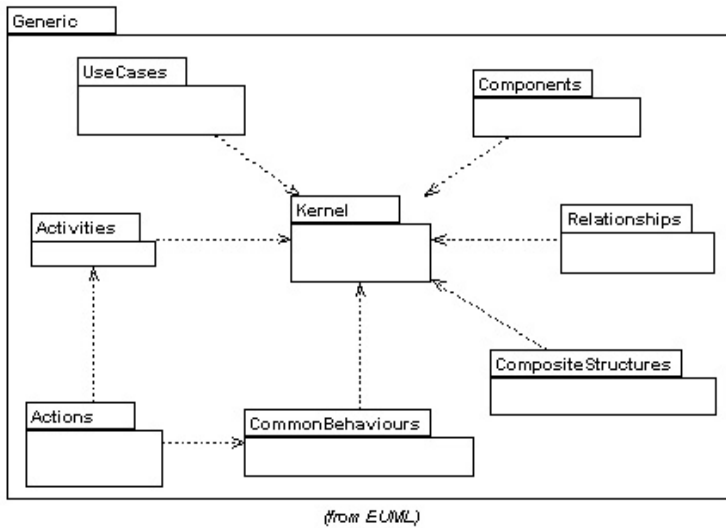 Generic
UseCases
Components
Kernel
Activities
Relationships
CompositeStructures
Actions
CommonBehaviours
(from EUML)